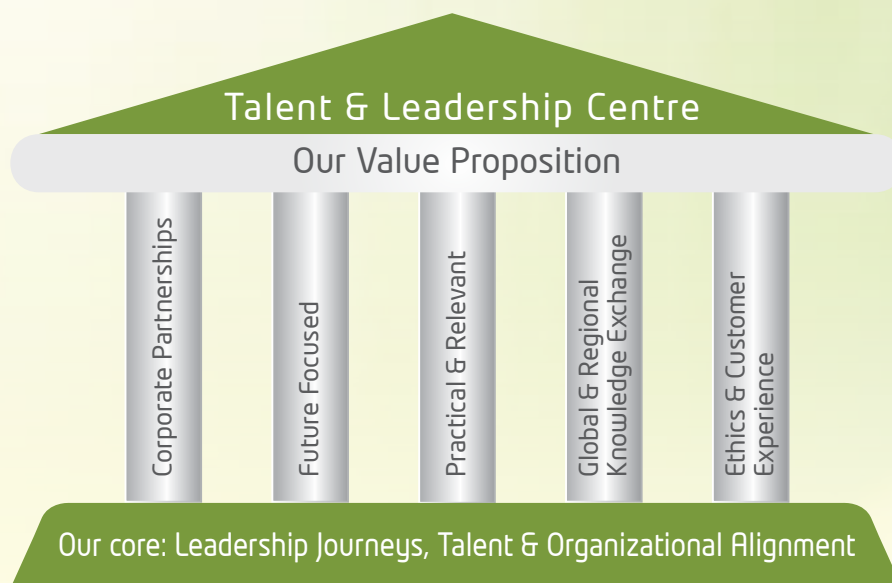 Talent & Leadership Centre
Our Value Proposition
Corporate Partnerships
Future Focused
Practical & Relevant
Global & Regional
Knowledge Exchange
Ethics & Customer
Experience
Our core: Leadership Journeys, Talent & Organizational Alignment